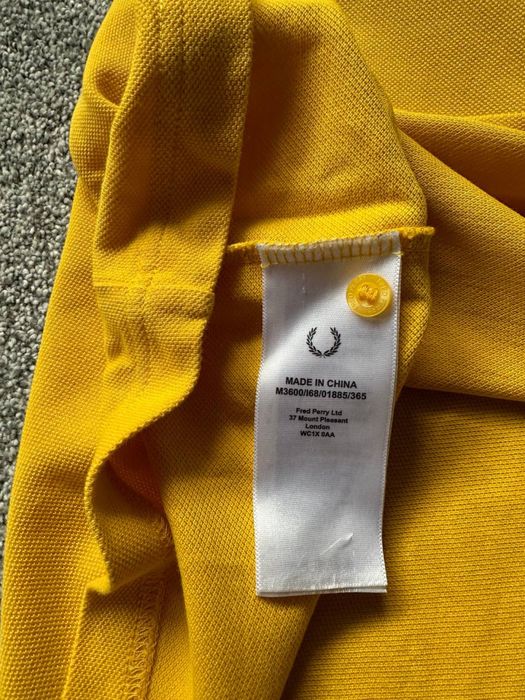 MADE IN CHINA
M3600/I68/01885/365
Fred Perry Ltd
37 Mount Pleasant
London
WC1X 0AA